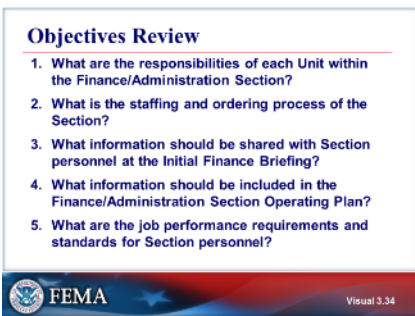 Objectives Review
1. What are the responsibilities of each Unit within
the Finance/Administration Section?
2. What is the staffing and ordering process of the
Section?
3. What information should be shared with Section
personnel at the Initial Finance Briefing?
4. What information should be included in the
Finance/Administration Section Operating Plan?
5. What are the job performance requirements and
standards for Section personnel?
FEMA
Visual 3.34